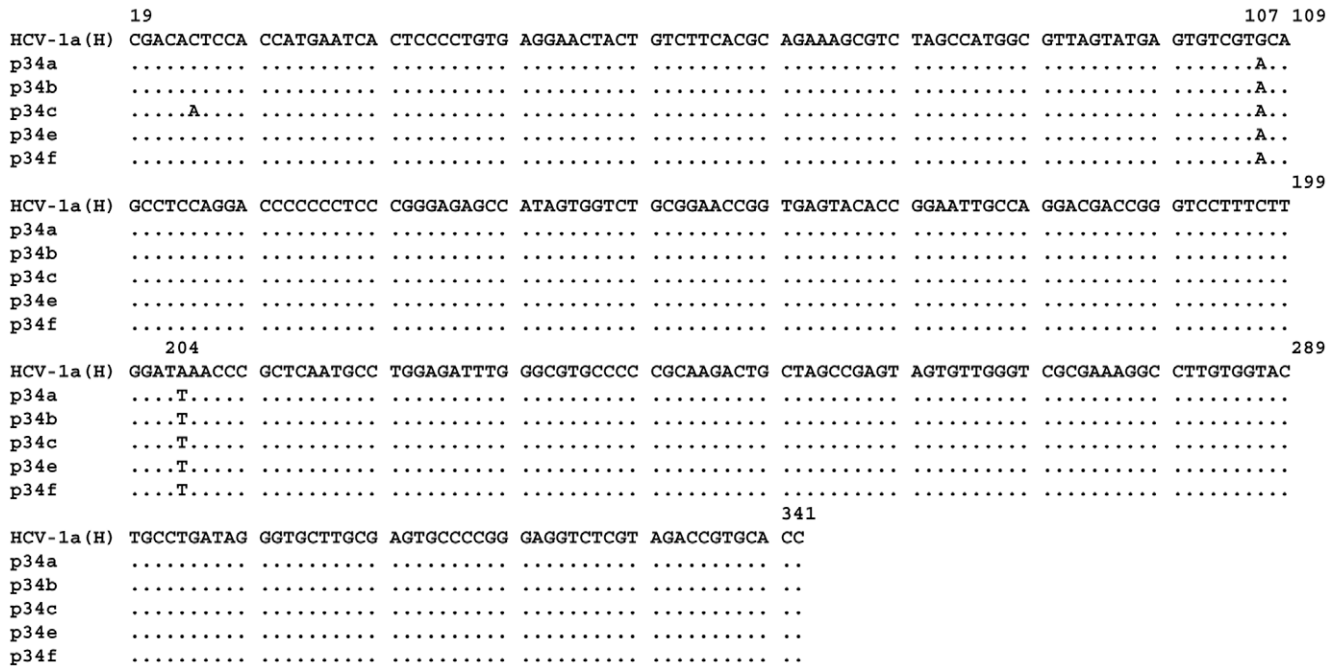 19 107 109
HCV-1a(H) CGACACTCCA CCATGAATCA CTCCCCTGTG AGGAACTACT GTCTTCACGC AGAAAGCGTC TAGCCATGGC GTTAGTATGA GTGTCGTGCA
p34a .......... .......... .......... .......... .......... .......... .......... .......... .......A..
p34b .......... .......... .......... .......... .......... .......... .......... .......... .......A..
p34c .....A.... .......... .......... .......... .......... .......... .......... .......... .......A..
p34e .......... .......... .......... .......... .......... .......... .......... .......... .......A..
p34f .......... .......... .......... .......... .......... .......... .......... .......... .......A..
199
HCV-1a(H) GCCTCCAGGA CCCCCCCTCC CGGGAGAGCC ATAGTGGTCT GCGGAACCGG TGAGTACACC GGAATTGCCA GGACGACCGG GTCCTTTCTT
p34a .......... .......... .......... .......... .......... .......... .......... .......... ..........
p34b .......... .......... .......... .......... .......... .......... .......... .......... ..........
p34c .......... .......... .......... .......... .......... .......... .......... .......... ..........
p34e .......... .......... .......... .......... .......... .......... .......... .......... ..........
p34f .......... .......... .......... .......... .......... .......... .......... .......... ..........
204 289
HCV-1a(H) GGATAAACCC GCTCAATGCC TGGAGATTTG GGCGTGCCCC CGCAAGACTG CTAGCCGAGT AGTGTTGGGT CGCGAAAGGC CTTGTGGTAC
p34a ....T..... .......... .......... .......... .......... .......... .......... .......... ..........
p34b ....T..... .......... .......... .......... .......... .......... .......... .......... ..........
p34c ....T..... .......... .......... .......... .......... .......... .......... .......... ..........
p34e ....T..... .......... .......... .......... .......... .......... .......... .......... ..........
p34f ....T..... .......... .......... .......... .......... .......... .......... .......... ..........
341
HCV-1a(H) TGCCTGATAG GGTGCTTGCG AGTGCCCCGG GAGGTCTCGT AGACCGTGCA CC
p34a .......... .......... .......... .......... .......... ..
p34b .......... .......... .......... .......... .......... ..
p34c .......... .......... .......... .......... .......... ..
p34e .......... .......... .......... .......... .......... ..
p34f .......... .......... .......... .......... .......... ..